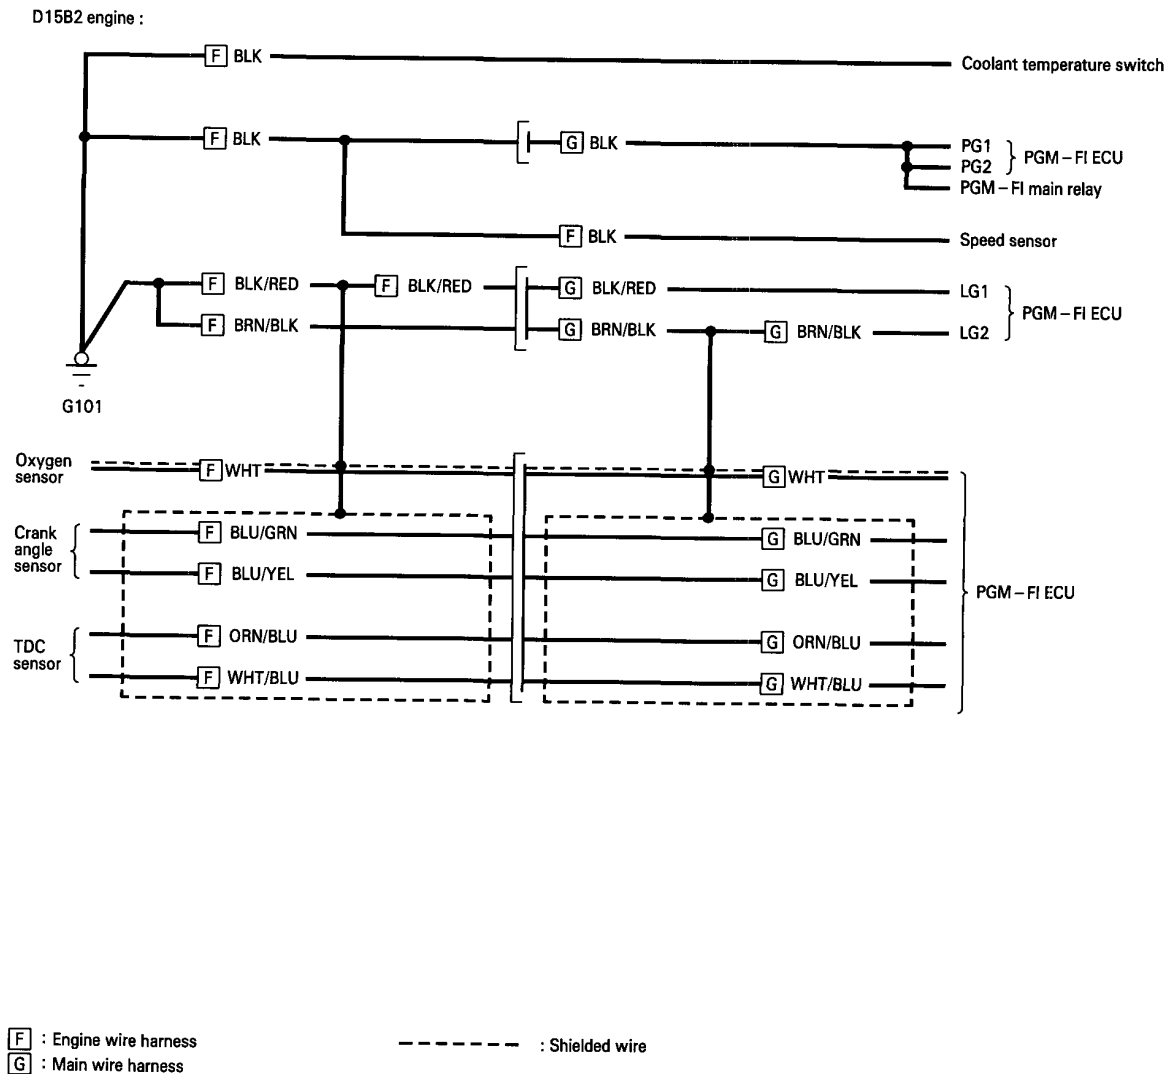 D15B2 engine :
F BLK
Coolant temperature switch
F BLK
G BLK
PG1
PG2
PGM–FI ECU
PGM–FI main relay
F BLK
Speed sensor
F BLK/RED
F BLK/RED
G BLK/RED
LG1
F BRN/BLK
G BRN/BLK
G BRN/BLK
LG2
PGM–FI ECU
G101
Oxygen
sensor
F WHT
G WHT
Crank
angle
sensor
F BLU/GRN
G BLU/GRN
F BLU/YEL
G BLU/YEL
PGM–FI ECU
TDC
sensor
F ORN/BLU
G ORN/BLU
F WHT/BLU
G WHT/BLU
F : Engine wire harness
G : Main wire harness
: Shielded wire